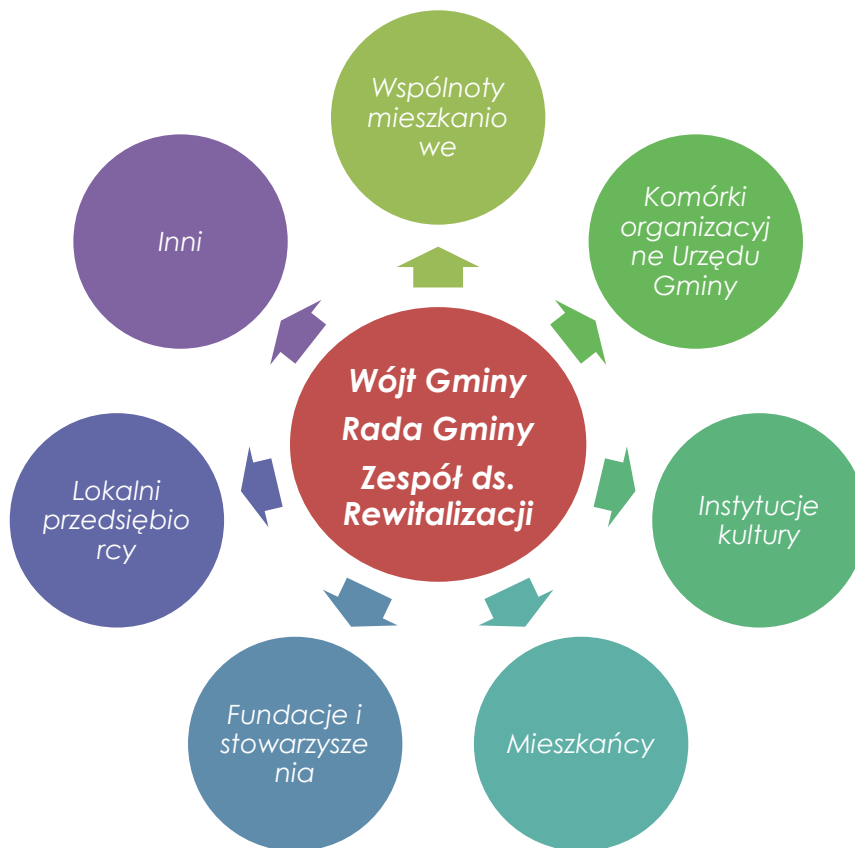 Wspólnoty
mieszkanio
we
Komórki
organizacyj
ne Urzędu
Gminy
Inni
Wójt Gminy
Rada Gminy
Zespół ds.
Rewitalizacji
Lokalni
przedsiębio
rcy
Instytucje
kultury
Fundacje i
stowarzysze
nia
Mieszkańcy